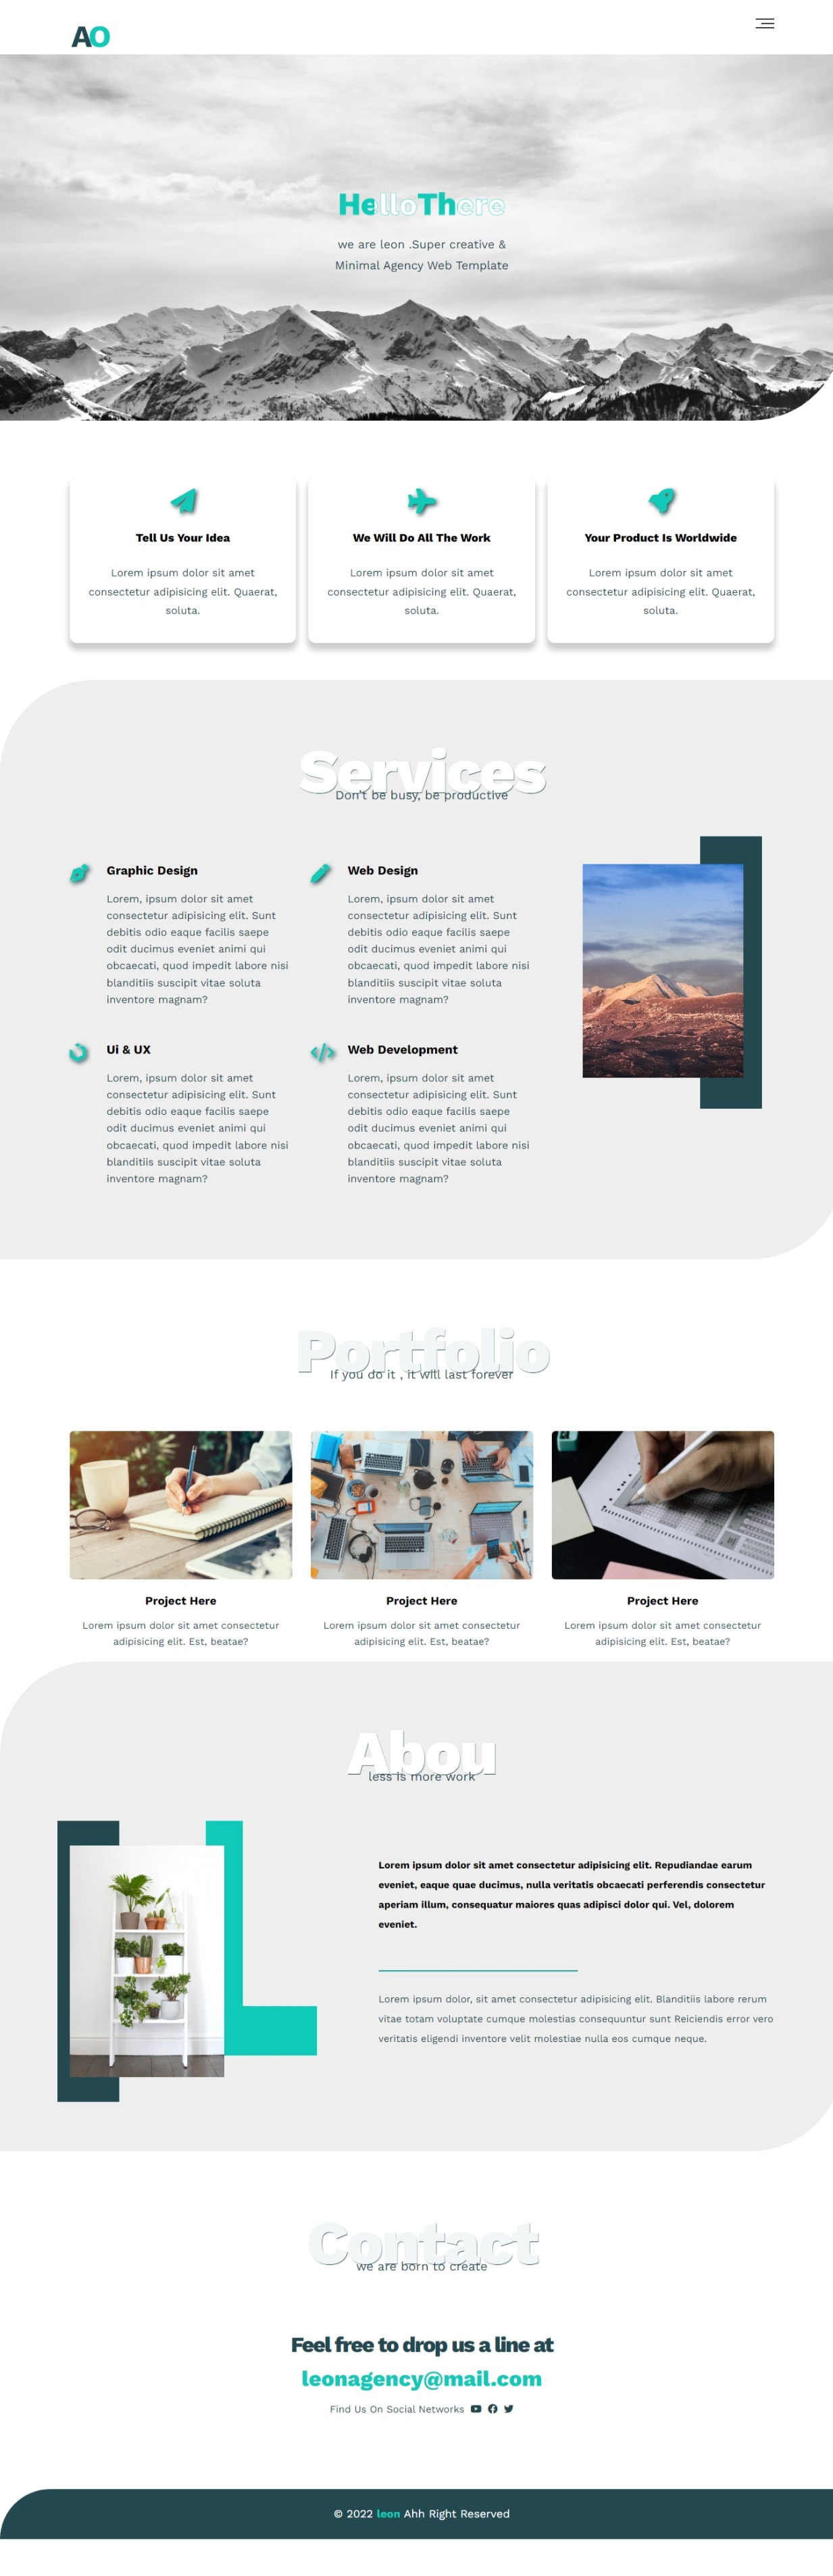 AO
HelloThere
we are leon .Super creative &
Minimal Agency Web Template
Tell Us Your Idea
Lorem ipsum dolor sit amet
consectetur adipisicing elit. Quaerat,
soluta.
We Will Do All The Work
Lorem ipsum dolor sit amet
consectetur adipisicing elit. Quaerat,
soluta.
Your Product Is Worldwide
Lorem ipsum dolor sit amet
consectetur adipisicing elit. Quaerat,
soluta.
Services
Don't be busy, be productive
Graphic Design
Lorem, ipsum dolor sit amet
consectetur adipisicing elit. Sunt
debitis odio eaque facilis saepe
odit ducimus eveniet animi qui
obcaecati, quod impedit labore nisi
blanditiis suscipit vitae soluta
inventore magnam?
Web Design
Lorem, ipsum dolor sit amet
consectetur adipisicing elit. Sunt
debitis odio eaque facilis saepe
odit ducimus eveniet animi qui
obcaecati, quod impedit labore nisi
blanditiis suscipit vitae soluta
inventore magnam?
Ui & UX
Lorem, ipsum dolor sit amet
consectetur adipisicing elit. Sunt
debitis odio eaque facilis saepe
odit ducimus eveniet animi qui
obcaecati, quod impedit labore nisi
blanditiis suscipit vitae soluta
inventore magnam?
Web Development
Lorem, ipsum dolor sit amet
consectetur adipisicing elit. Sunt
debitis odio eaque facilis saepe
odit ducimus eveniet animi qui
obcaecati, quod impedit labore nisi
blanditiis suscipit vitae soluta
inventore magnam?
Portfolio
If you do it , it will last forever
Project Here
Lorem ipsum dolor sit amet consectetur
adipisicing elit. Est, beatae?
Project Here
Lorem ipsum dolor sit amet consectetur
adipisicing elit. Est, beatae?
Project Here
Lorem ipsum dolor sit amet consectetur
adipisicing elit. Est, beatae?
Abou
less is more work
Lorem ipsum dolor sit amet consectetur adipisicing elit. Repudiandae earum
eveniet, eaque quae ducimus, nulla veritatis obcaecati perferendis consectetur
aperiam illum, consequatur maiores quas adipisci dolor qui. Vel, dolorem
eveniet.
Lorem ipsum dolor, sit amet consectetur adipisicing elit. Blanditiis labore rerum
vitae totam voluptate cumque molestias consequuntur sunt Reiciendis error vero
veritatis eligendi inventore velit molestiae nulla eos cumque neque.
Contact
we are born to create
Feel free to drop us a line at
leonagency@mail.com
Find Us On Social Networks
© 2022 leon Ahh Right Reserved